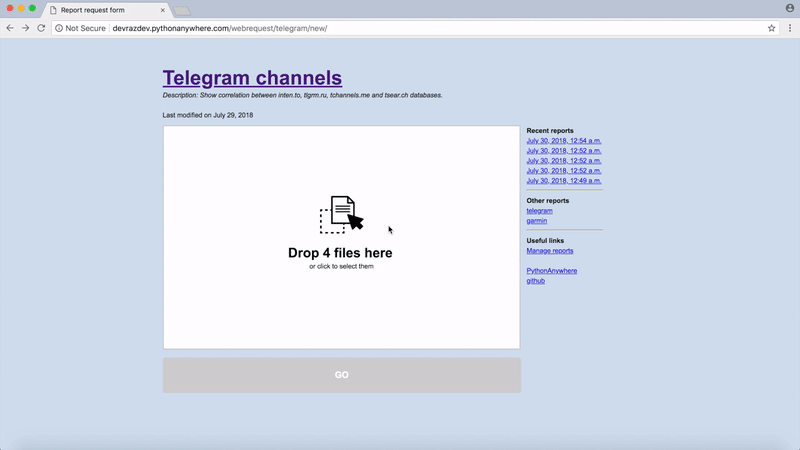 Report request form
Not Secure
devrazdev.pythonanywhere.com/webrequest/telegram/new/
Telegram channels
Description: Show correlation between inten.to, tlgrm.ru, tchannels.me and tsear.ch databases.
Last modified on July 29, 2018
Drop 4 files here
or click to select them
GO
Recent reports
July 30, 2018, 12:54 a.m.
July 30, 2018, 12:52 a.m.
July 30, 2018, 12:52 a.m.
July 30, 2018, 12:52 a.m.
July 30, 2018, 12:49 a.m.
Other reports
telegram
garmin
Useful links
Manage reports
PythonAnywhere
github